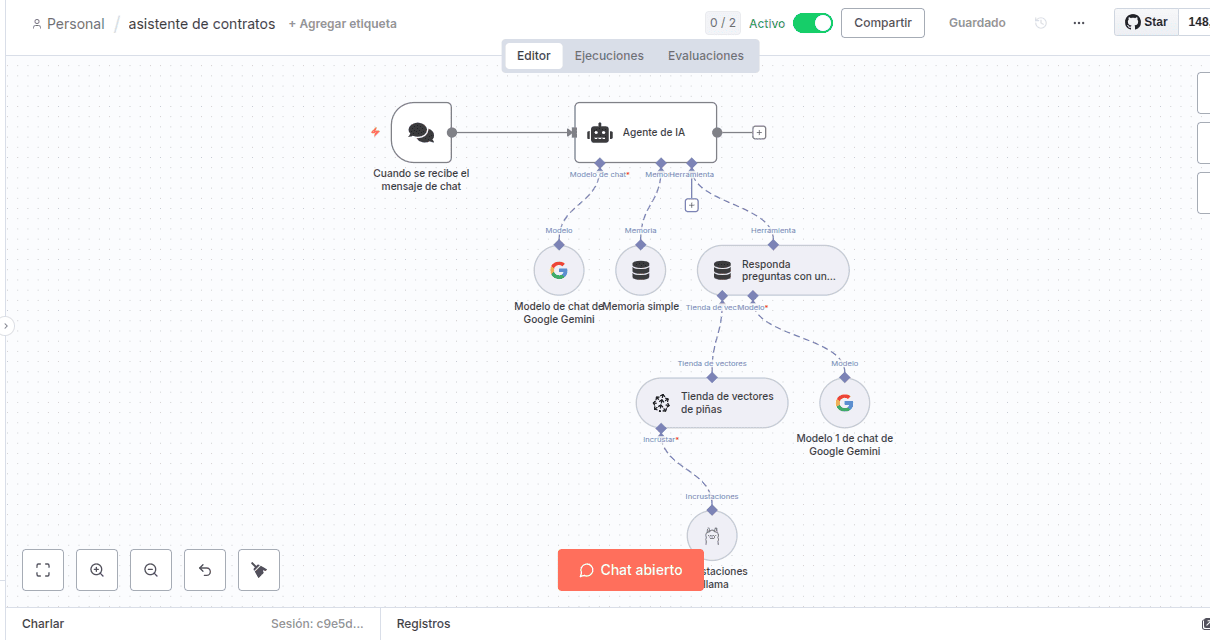 Personal / asistente de contratos + Agregar etiqueta
0 / 2 Activo Compartir Guardado ... Star 148.
Editor Ejecuciones Evaluaciones
Cuando se recibe el
mensaje de chat
Agente de IA
Modelo de chat*
Memo
Herramienta
Modelo
Memoria
Herramienta
Modelo de chat de
Google Gemini
Memoria simple
Responda
preguntas con un...
Tienda de vec
Modelo*
Tienda de vectores
Modelo
Tienda de vectores
de piñas
Modelo 1 de chat de
Google Gemini
Incrustar*
Incrustaciones
staciones
llama
Chat abierto
Charlar Sesión: c9e5d... Registros